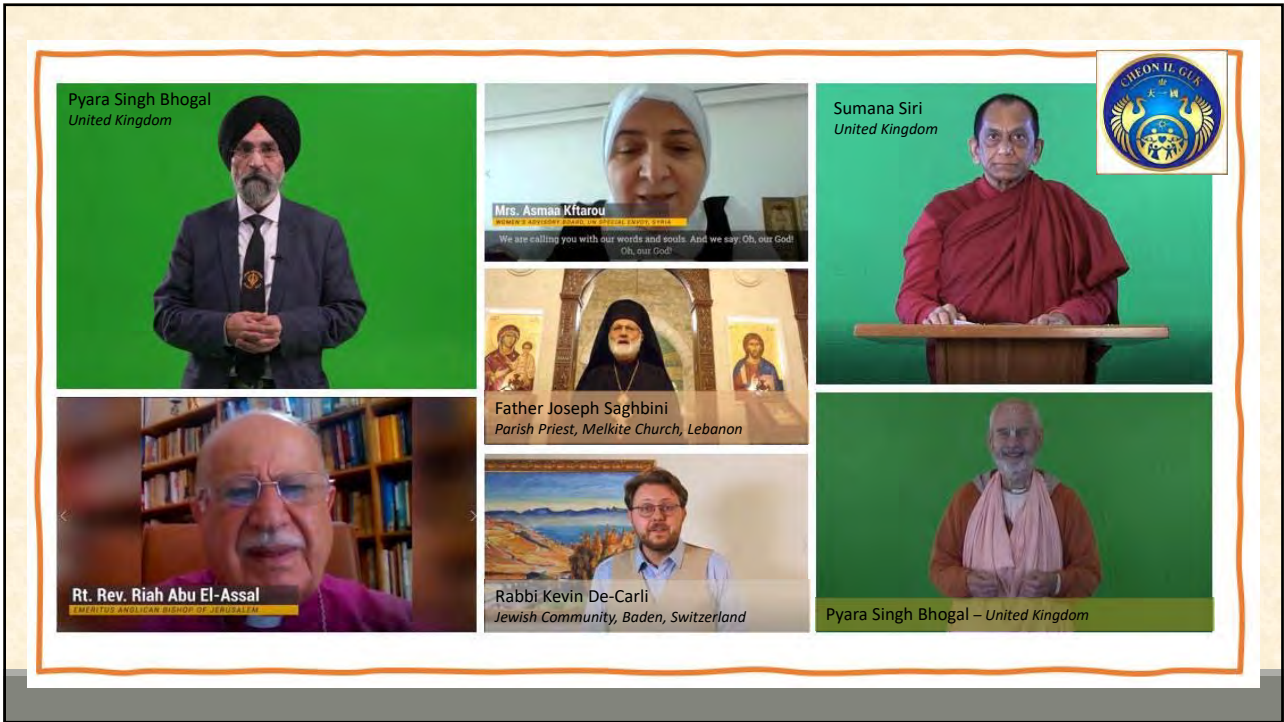 Pyara Singh Bhogal
United Kingdom
Mrs. Asmaa Kftarou
WOMEN'S ADVISORY BOARD, UN SPECIAL ENVOY, SYRIA
We are calling you with our words and souls. And we say: Oh, our God!
Oh, our God!
Sumana Siri
United Kingdom
CHEON IL GUK
天一國
Father Joseph Saghbini
Parish Priest, Melkite Church, Lebanon
Rt. Rev. Riah Abu El-Assal
EMERITUS ANGLICAN BISHOP OF JERUSALEM
Rabbi Kevin De-Carli
Jewish Community, Baden, Switzerland
Pyara Singh Bhogal – United Kingdom